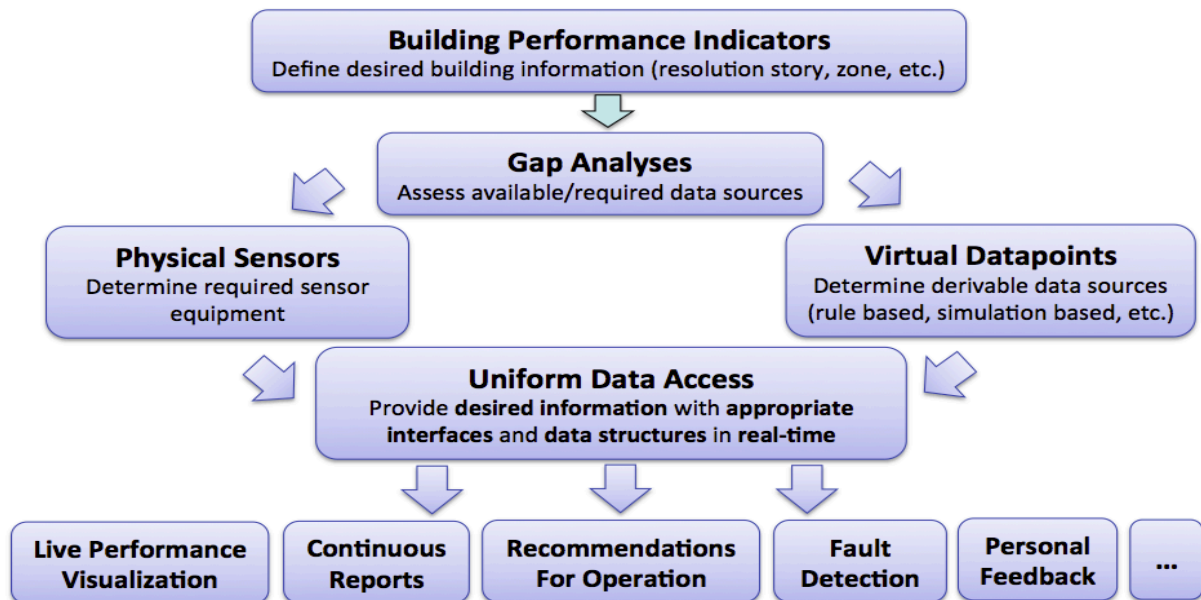 Building Performance Indicators
Define desired building information (resolution story, zone, etc.)
Gap Analyses
Assess available/required data sources
Physical Sensors
Determine required sensor
equipment
Virtual Datapoints
Determine derivable data sources
(rule based, simulation based, etc.)
Uniform Data Access
Provide desired information with appropriate
interfaces and data structures in real-time
Live Performance
Visualization
Continuous
Reports
Recommendations
For Operation
Fault
Detection
Personal
Feedback
...